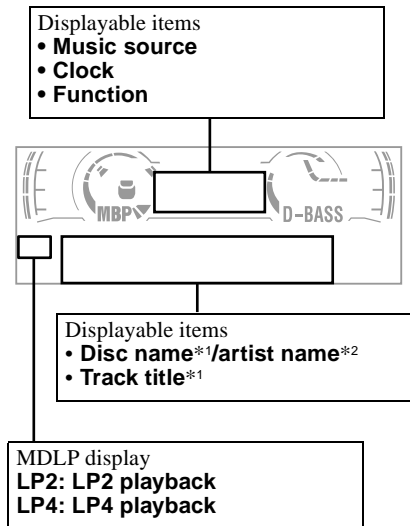 Displayable items
• Music source
• Clock
• Function
MBP
D-BASS
Displayable items
• Disc name*1/artist name*2
• Track title*1
MDLP display
LP2: LP2 playback
LP4: LP4 playback